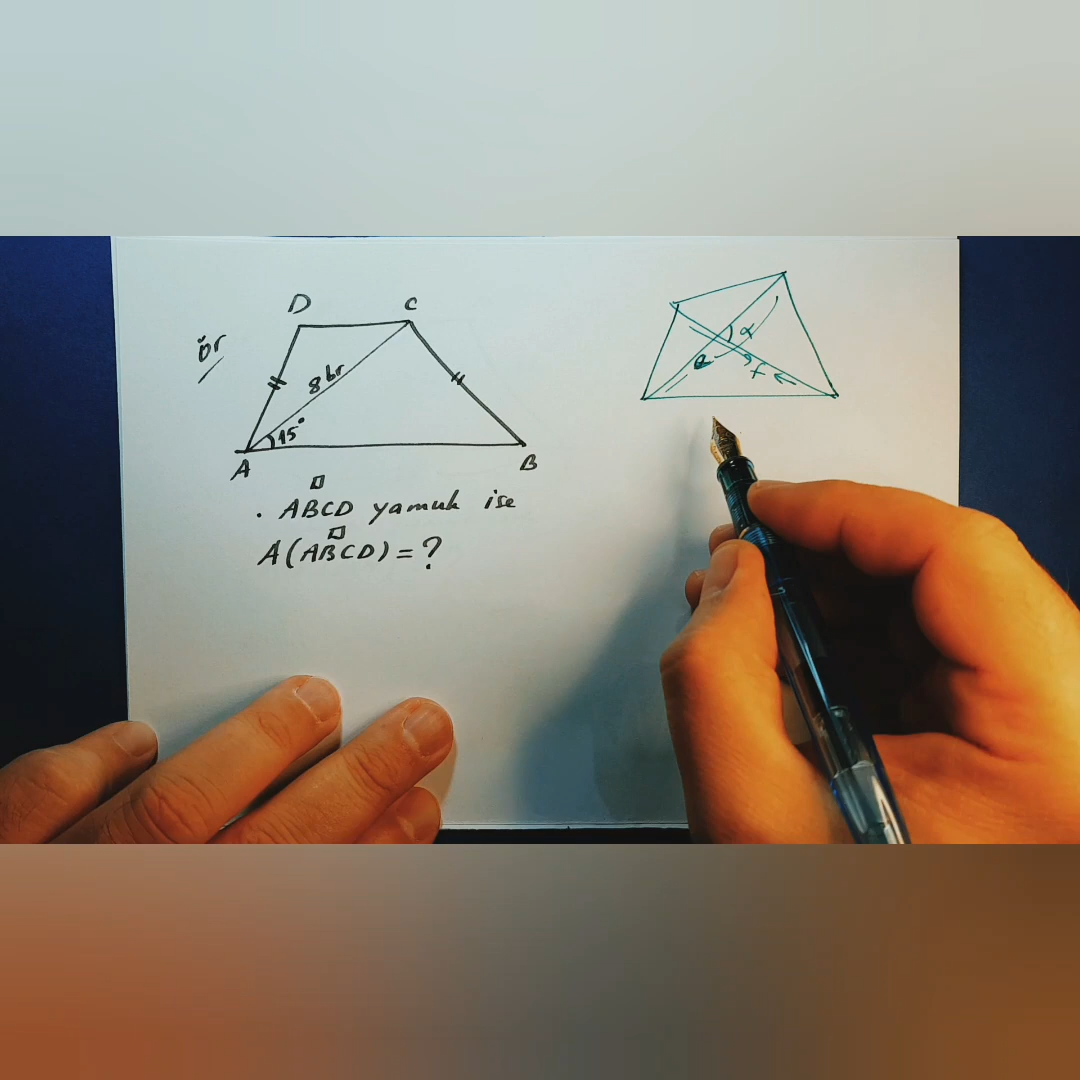 ör
D C
8br
15°
A B
. ABCD yamuk ise
A(ABCD)=?
α
e
f